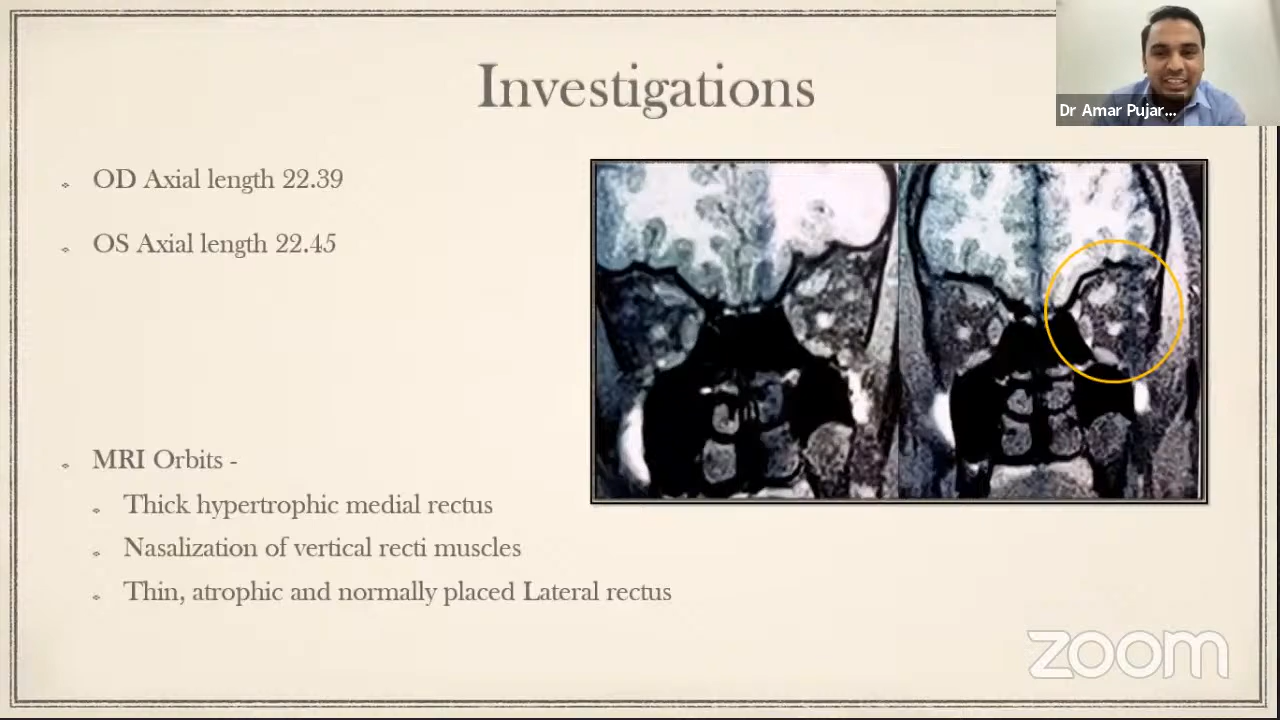 Investigations
Dr Amar Pujar...
OD Axial length 22.39
OS Axial length 22.45
MRI Orbits -
Thick hypertrophic medial rectus
Nasalization of vertical recti muscles
Thin, atrophic and normally placed Lateral rectus
zoom